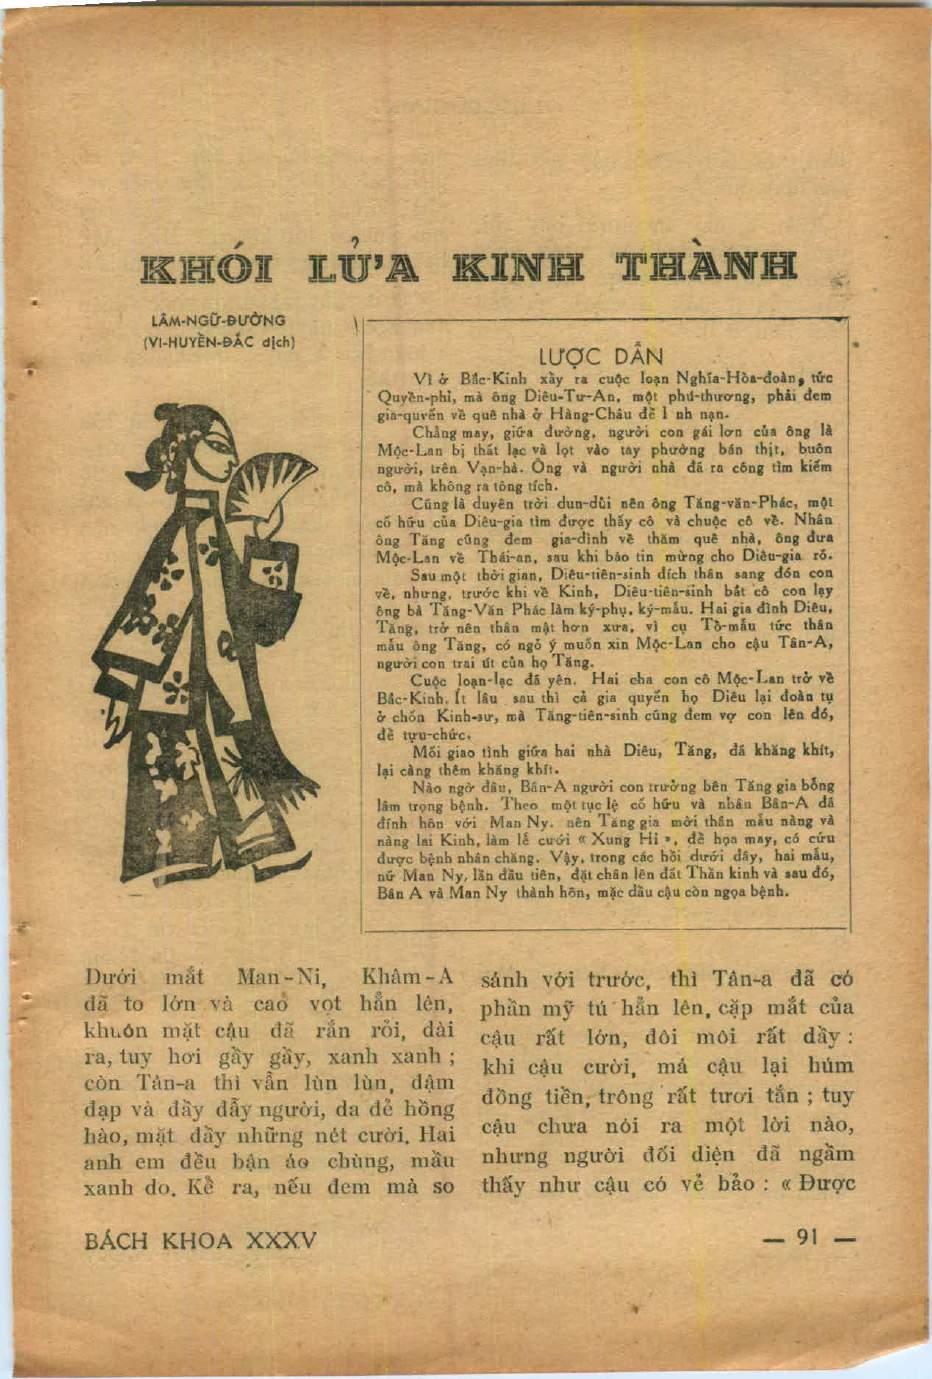 KHÓI LỬA KINH THÀNH
LÂM-NGỮ-ĐƯỜNG
(VI-HUYỀN-ĐẮC dịch)
LƯỢC DẪN
Vì ở Bắc-Kinh xẩy ra cuộc loạn Nghĩa-Hòa-đoàn, tức
Quyền-phỉ, mà ông Diêu-Tư-An, một phú-thương, phải đem
gia-quyến về quê nhà ở Hàng-Châu để l nh nạn.
Chẳng may, giữa đường, người con gái lớn của ông là
Mộc-Lan bị thất lạc và lọt vào tay phường bán thịt, buôn
người, trên Vạn-hà. Ông và người nhà đã ra công tìm kiếm
cô, mà không ra tông tích.
Cũng là duyên trời dun-dủi nên ông Tăng-văn-Phác, một
cố hữu của Diêu-gia tìm được thấy cô và chuộc cô về. Nhân
ông Tăng cũng đem gia-đình về thăm quê nhà, ông đưa
Mộc-Lan về Thái-an, sau khi báo tin mừng cho Diêu-gia rõ.
Sau một thời gian, Diêu-tiên-sinh đích thân sang đón con
về, nhưng, trước khi về Kinh, Diêu-tiên-sinh bắt cô con lạy
ông bà Tăng-Văn Phác làm ký-phụ, ký-mẫu. Hai gia đình Diêu,
Tăng, trở nên thân mật hơn xưa, vì cụ Tổ-mẫu tức thân
mẫu ông Tăng, có ngỏ ý muốn xin Mộc-Lan cho cậu Tân-A,
người con trai út của họ Tăng.
Cuộc loạn-lạc đã yên. Hai cha con cô Mộc-Lan trở về
Bắc-Kinh. Ít lâu sau thì cả gia quyến họ Diêu lại đoàn tụ
ở chốn Kinh-sư, mà Tăng-tiên-sinh cũng đem vợ con lên đó,
để tựu-chức.
Mối giao tình giữa hai nhà Diêu, Tăng, đã khăng khít,
lại càng thêm khăng khít.
Nào ngờ đâu, Bân-A người con trưởng bên Tăng gia bỗng
lâm trọng bệnh. Theo một tục lệ cố hữu và nhân Bân-A đã
đính hôn với Man Ny. nên Tăng gia mời thân mẫu nàng và
nàng lai Kinh, làm lễ cưới « Xung Hỉ », để họa may, có cứu
được bệnh nhân chăng. Vậy, trong các hồi dưới đây, hai mẫu,
nữ Man Ny, lần đầu tiên, đặt chân lên đất Thần kinh và sau đó,
Bân A và Man Ny thành hôn, mặc dầu cậu còn ngọa bệnh.
Dưới mắt Man-Ni, Khâm-A
đã to lớn và cao vọt hẳn lên,
khuôn mặt cậu đã rắn rỏi, dài
ra, tuy hơi gầy gầy, xanh xanh ;
còn Tân-a thì vẫn lùn lùn, dậm
đạp và đầy đẫy người, da dẻ hồng
hào, mặt đầy những nét cười. Hai
anh em đều bận áo chùng, mầu
xanh do. Kể ra, nếu đem mà so
sánh với trước, thì Tân-a đã có
phần mỹ tú hẳn lên, cặp mắt của
cậu rất lớn, đôi môi rất dầy :
khi cậu cười, má cậu lại húm
đồng tiền, trông rất tươi tắn ; tuy
cậu chưa nói ra một lời nào,
nhưng người đối diện đã ngầm
thấy như cậu có vẻ bảo : « Được
BÁCH KHOA XXXV
— 91 —